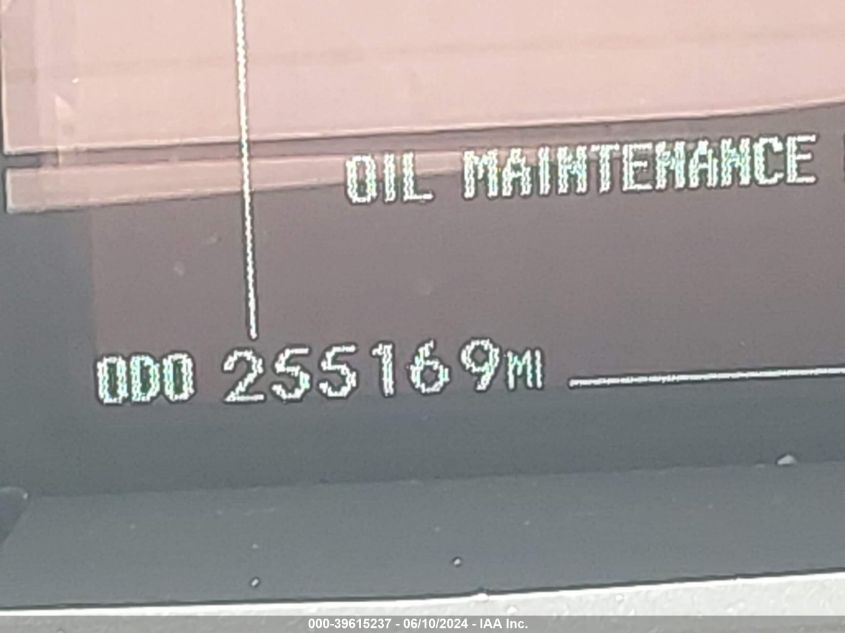 OIL MAINTENANCE
ODO 255169MI
000-39615237 - 06/10/2024 - IAA Inc.